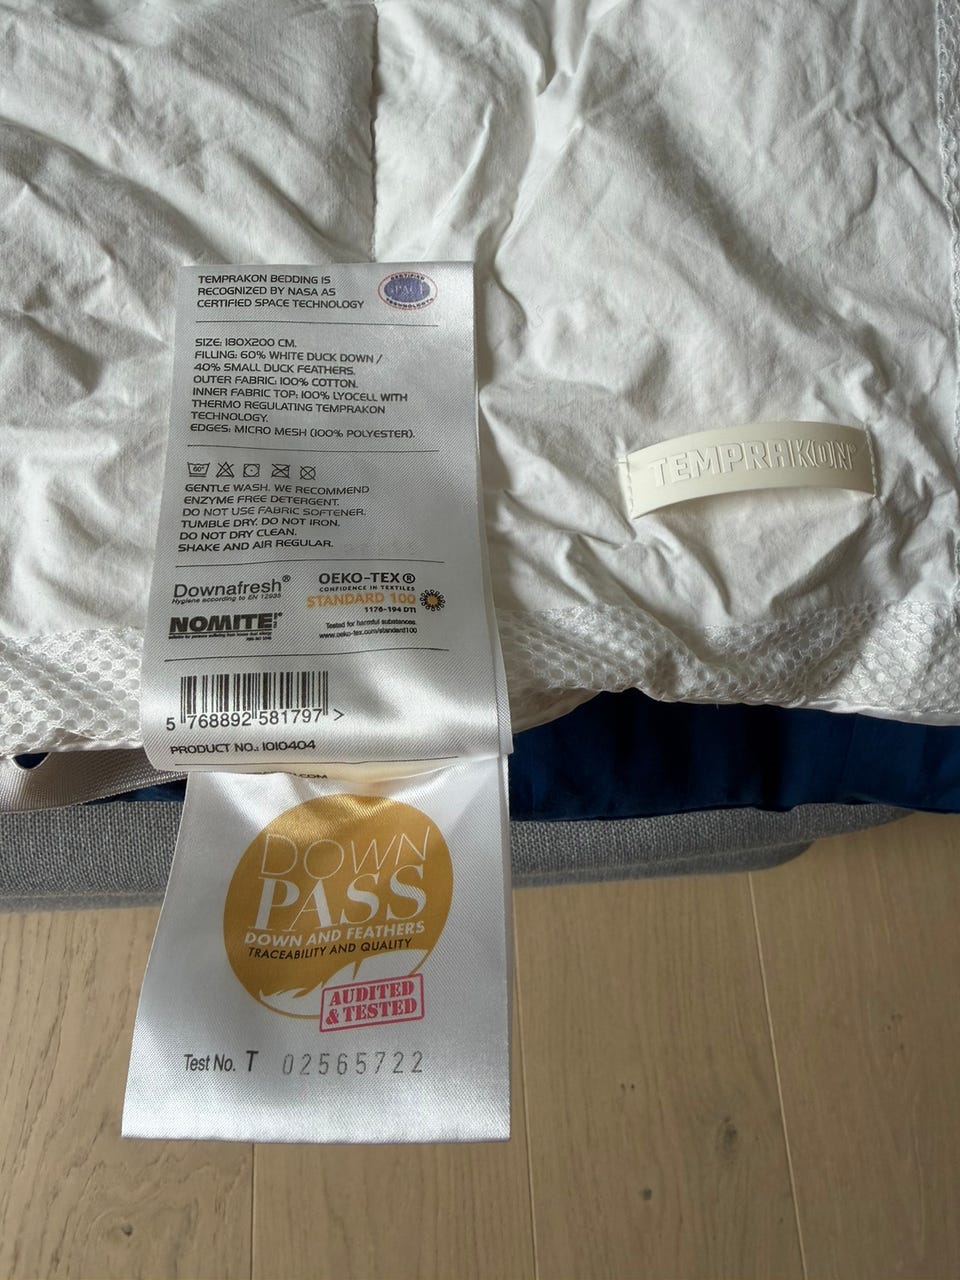 TEMPRAKON BEDDING IS
RECOGNIZED BY NASA AS
CERTIFIED SPACE TECHNOLOGY
CERTIFIED
SPACE
TECHNOLOGY
SIZE: 180X200 CM.
FILLING: 60% WHITE DUCK DOWN /
40% SMALL DUCK FEATHERS.
OUTER FABRIC: 100% COTTON.
INNER FABRIC TOP: 100% LYOCELL WITH
THERMO REGULATING TEMPRAKON
TECHNOLOGY.
EDGES: MICRO MESH (100% POLYESTER).
60°
GENTLE WASH. WE RECOMMEND
ENZYME FREE DETERGENT.
DO NOT USE FABRIC SOFTENER.
TUMBLE DRY. DO NOT IRON.
DO NOT DRY CLEAN.
SHAKE AND AIR REGULAR.
Downafresh®
Hygiene according to EN 12935
NOMITE®
OEKO-TEX®
CONFIDENCE IN TEXTILES
STANDARD 100
1176-194 DTI
Tested for harmful substances.
www.oeko-tex.com/standard100
5 768892 581797 >
PRODUCT NO.: 1010404
.COM
DOWN
PASS
DOWN AND FEATHERS
TRACEABILITY AND QUALITY
AUDITED
& TESTED
Test No. T 02565722
TEMPRAKON®